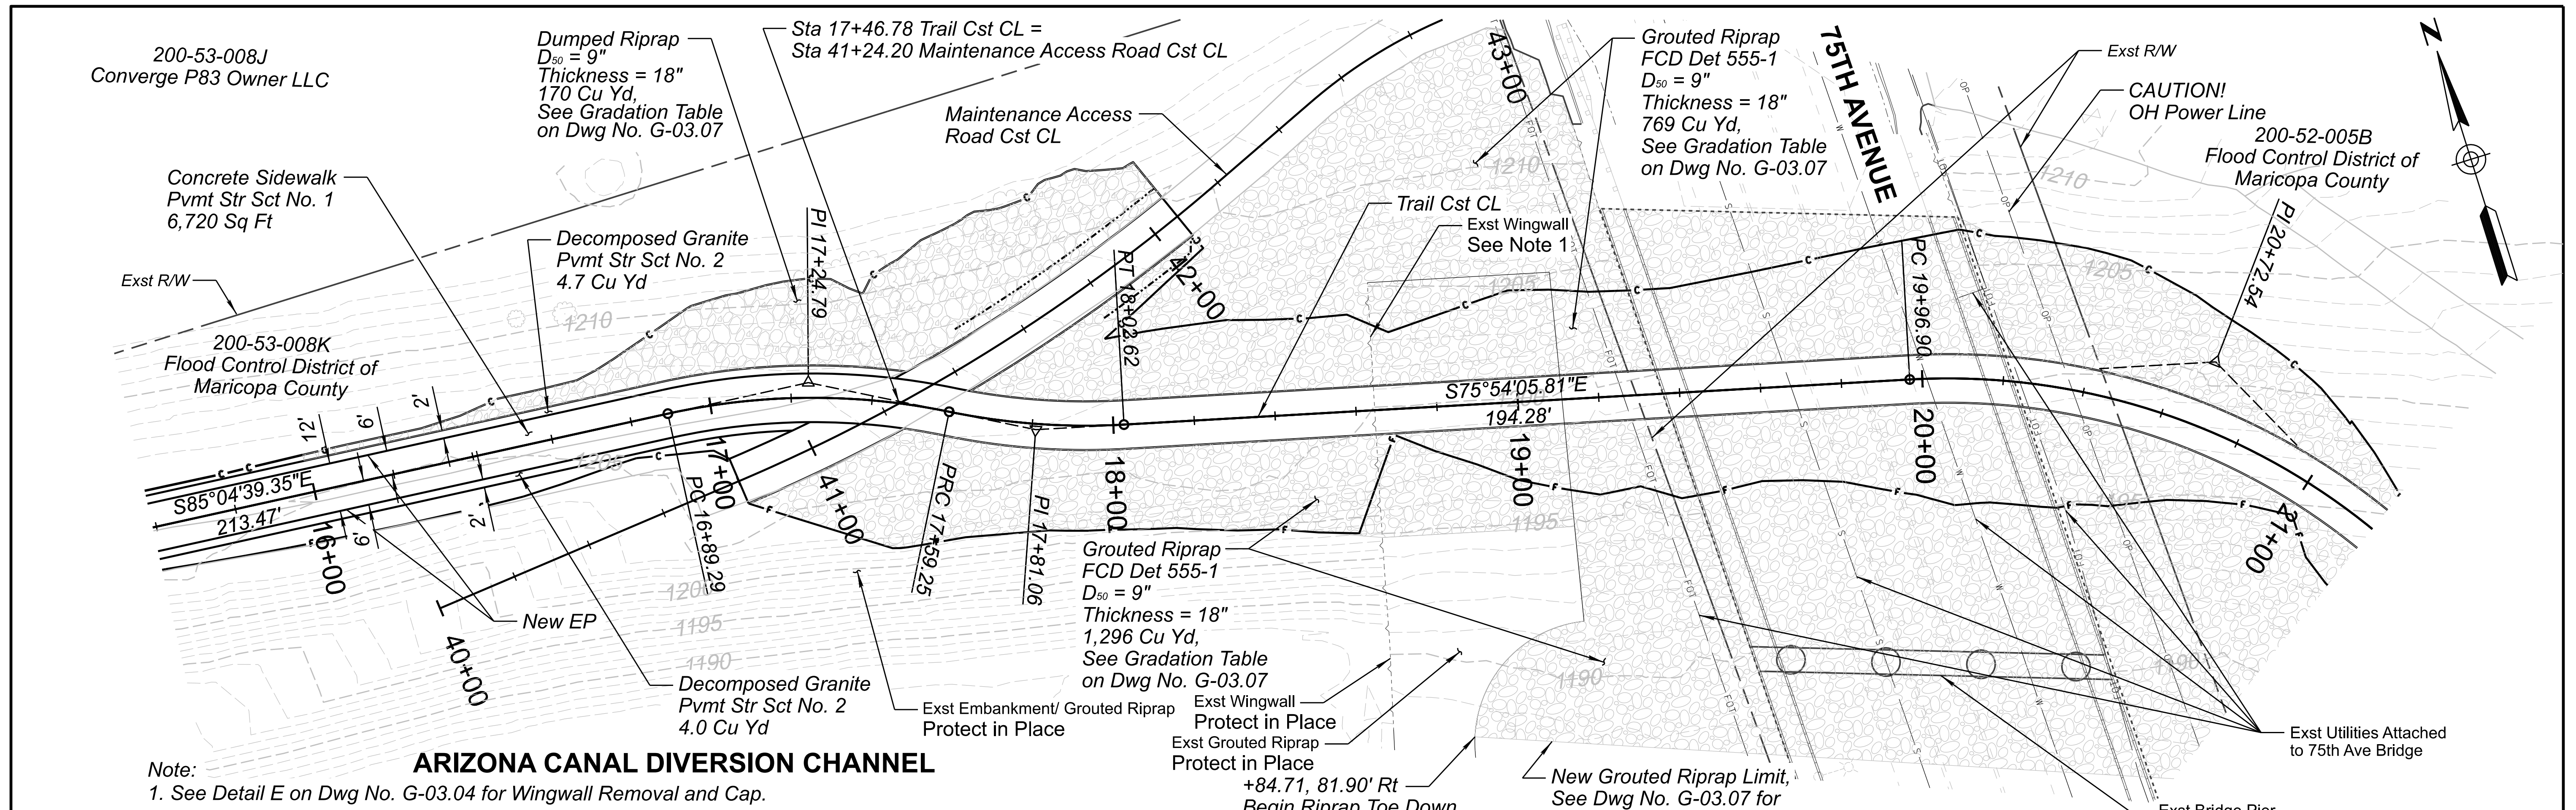 200-53-008J
Converge P83 Owner LLC
Dumped Riprap
D50 = 9"
Thickness = 18"
170 Cu Yd,
See Gradation Table
on Dwg No. G-03.07
Sta 17+46.78 Trail Cst CL =
Sta 41+24.20 Maintenance Access Road Cst CL
Maintenance Access
Road Cst CL
43+00
Grouted Riprap
FCD Det 555-1
D50 = 9"
Thickness = 18"
769 Cu Yd,
See Gradation Table
on Dwg No. G-03.07
75TH AVENUE
Exst R/W
CAUTION!
OH Power Line
200-52-005B
Flood Control District of
Maricopa County
N
Concrete Sidewalk
Pvmt Str Sct No. 1
6,720 Sq Ft
Decomposed Granite
Pvmt Str Sct No. 2
4.7 Cu Yd
Exst R/W
200-53-008K
Flood Control District of
Maricopa County
PI 17+24.79
PT 18+02.62
42+00
Trail Cst CL
Exst Wingwall
See Note 1
PC 19+96.90
PI 20+72.54
1210
1210
1210
1205
1205
1205
12'
6'
2'
S85°04'39.35"E
213.47'
S75°54'05.81"E
194.28'
16+00
6'
2'
PC 16+89.29
17+00
41+00
PRC 17+59.25
PI 17+81.06
18+00
19+00
20+00
21+00
1195
1195
1200
1195
1190
1190
1190
40+00
New EP
Decomposed Granite
Pvmt Str Sct No. 2
4.0 Cu Yd
Exst Embankment/ Grouted Riprap
Protect in Place
Grouted Riprap
FCD Det 555-1
D50 = 9"
Thickness = 18"
1,296 Cu Yd,
See Gradation Table
on Dwg No. G-03.07
Exst Wingwall
Protect in Place
Exst Grouted Riprap
Protect in Place
+84.71, 81.90' Rt
Begin Riprap Toe Down
New Grouted Riprap Limit,
See Dwg No. G-03.07 for
Exst Utilities Attached
to 75th Ave Bridge
Exst Bridge Pier
ARIZONA CANAL DIVERSION CHANNEL
Note:
1. See Detail E on Dwg No. G-03.04 for Wingwall Removal and Cap.